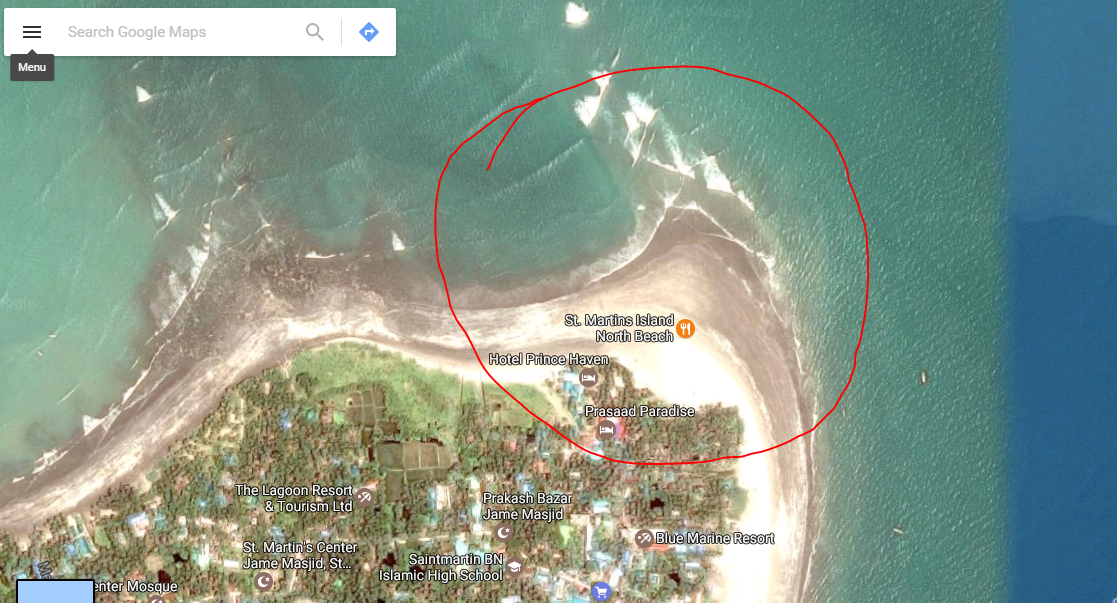 Search Google Maps
Menu
St. Martins Island
North Beach
Hotel Prince Haven
Prasaad Paradise
The Lagoon Resort
& Tourism Ltd
Prakash Bazar
Jame Masjid
Blue Marine Resort
St. Martin's Center
Jame Masjid, St...
Saintmartin BN
Islamic High School
enter Mosque